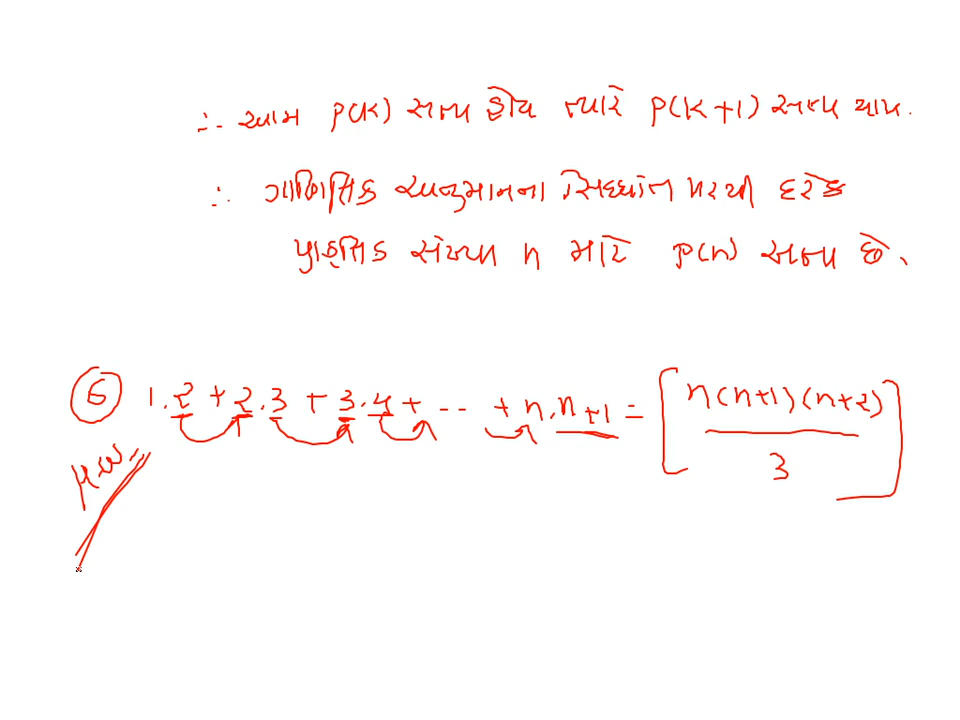 ∴ આમ P(K) સત્ય હોય ત્યારે P(K+1) સત્ય થાય.
∴ ગાણિતિક અનુમાનના સિદ્ધાંત પરથી દરેક
પ્રાકૃતિક સંખ્યા n માટે P(n) સત્ય છે.
6 1.2 + 2.3 + 3.4 + -- + n.n+1 = [n(n+1)(n+2)/3]
HW